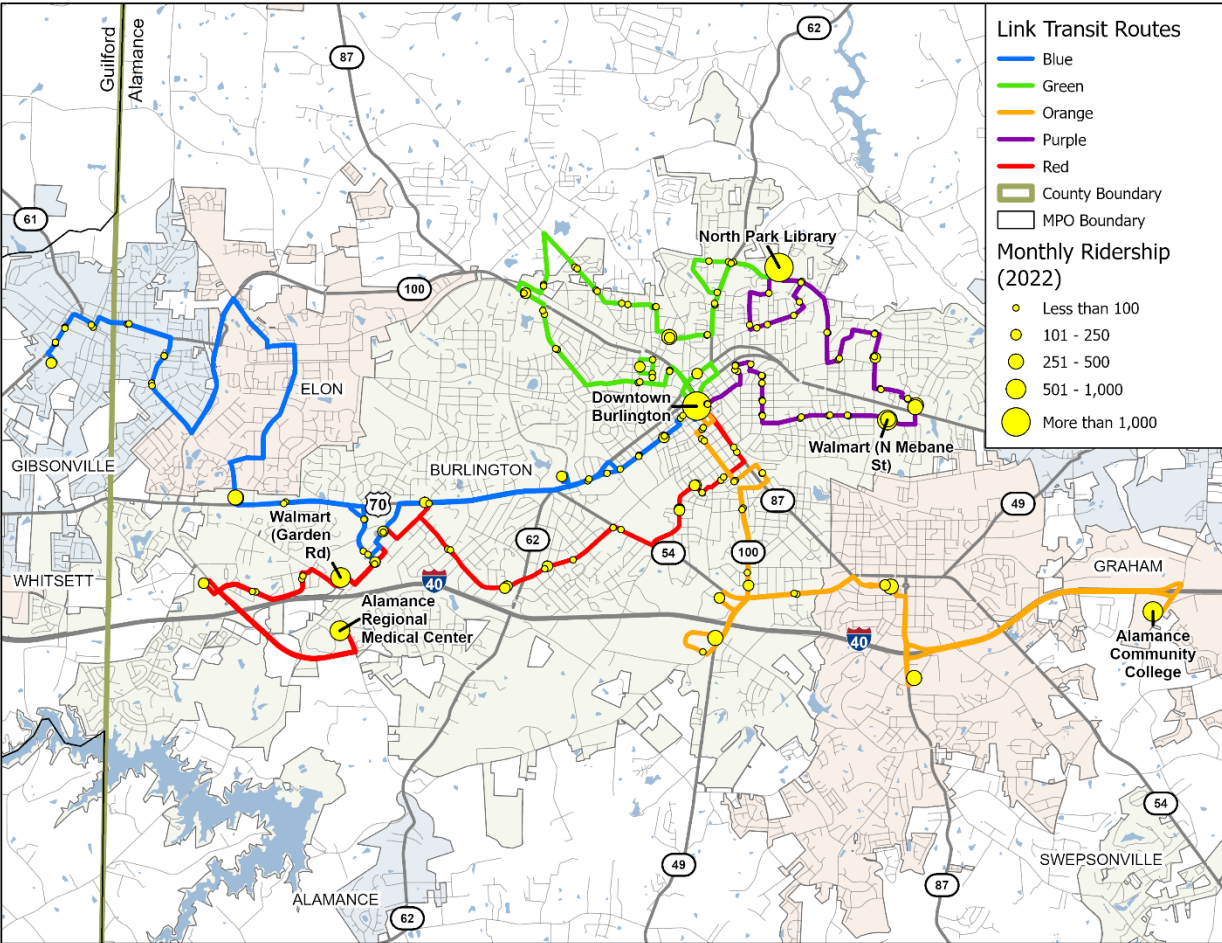 Guilford
Alamance
87
62
Link Transit Routes
Blue
Green
Orange
Purple
Red
County Boundary
MPO Boundary
Monthly Ridership
(2022)
Less than 100
101 - 250
251 - 500
501 - 1,000
More than 1,000
61
North Park Library
100
ELON
Downtown
Burlington
Walmart (N Mebane
St)
GIBSONVILLE
BURLINGTON
70
87
49
Walmart
(Garden
Rd)
62
54
100
WHITSETT
40
GRAHAM
Alamance
Regional
Medical Center
40
Alamance
Community
College
54
49
SWEPSONVILLE
87
ALAMANCE
62